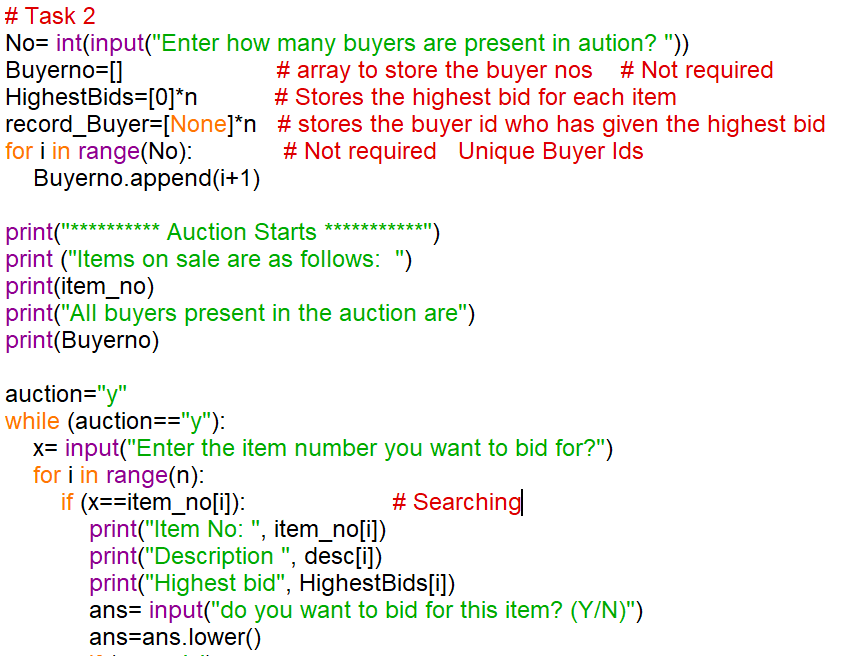 # Task 2
No= int(input("Enter how many buyers are present in aution? "))
Buyerno=[] # array to store the buyer nos # Not required
HighestBids=[0]*n # Stores the highest bid for each item
record_Buyer=[None]*n # stores the buyer id who has given the highest bid
for i in range(No): # Not required Unique Buyer Ids
Buyerno.append(i+1)
print("********** Auction Starts ***********")
print ("Items on sale are as follows: ")
print(item_no)
print("All buyers present in the auction are")
print(Buyerno)
auction="y"
while (auction=="y"):
x= input("Enter the item number you want to bid for?")
for i in range(n):
if (x==item_no[i]): # Searching
print("Item No: ", item_no[i])
print("Description ", desc[i])
print("Highest bid", HighestBids[i])
ans= input("do you want to bid for this item? (Y/N)")
ans=ans.lower()